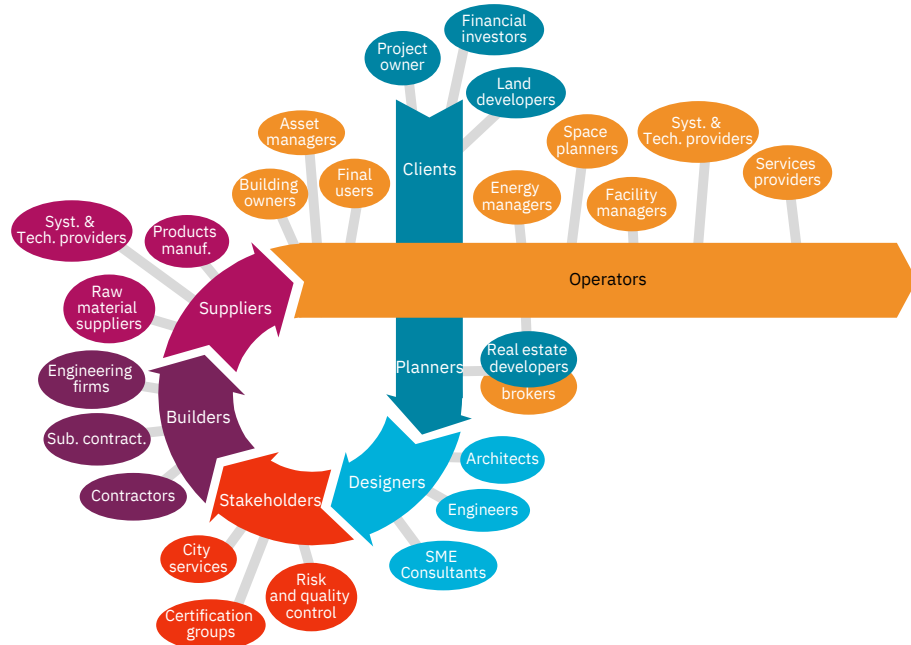 Financial
investors
Project
owner
Land
developers
Asset
managers
Space
planners
Syst. &
Tech. providers
Clients
Services
providers
Final
users
Building
owners
Energy
managers
Facility
managers
Syst. &
Tech. providers
Products
manuf.
Operators
Suppliers
Raw
material
suppliers
Planners
Real estate
developers
brokers
Engineering
firms
Builders
Sub. contract.
Architects
Designers
Contractors
Stakeholders
Engineers
City
services
SME
Consultants
Risk
and quality
control
Certification
groups